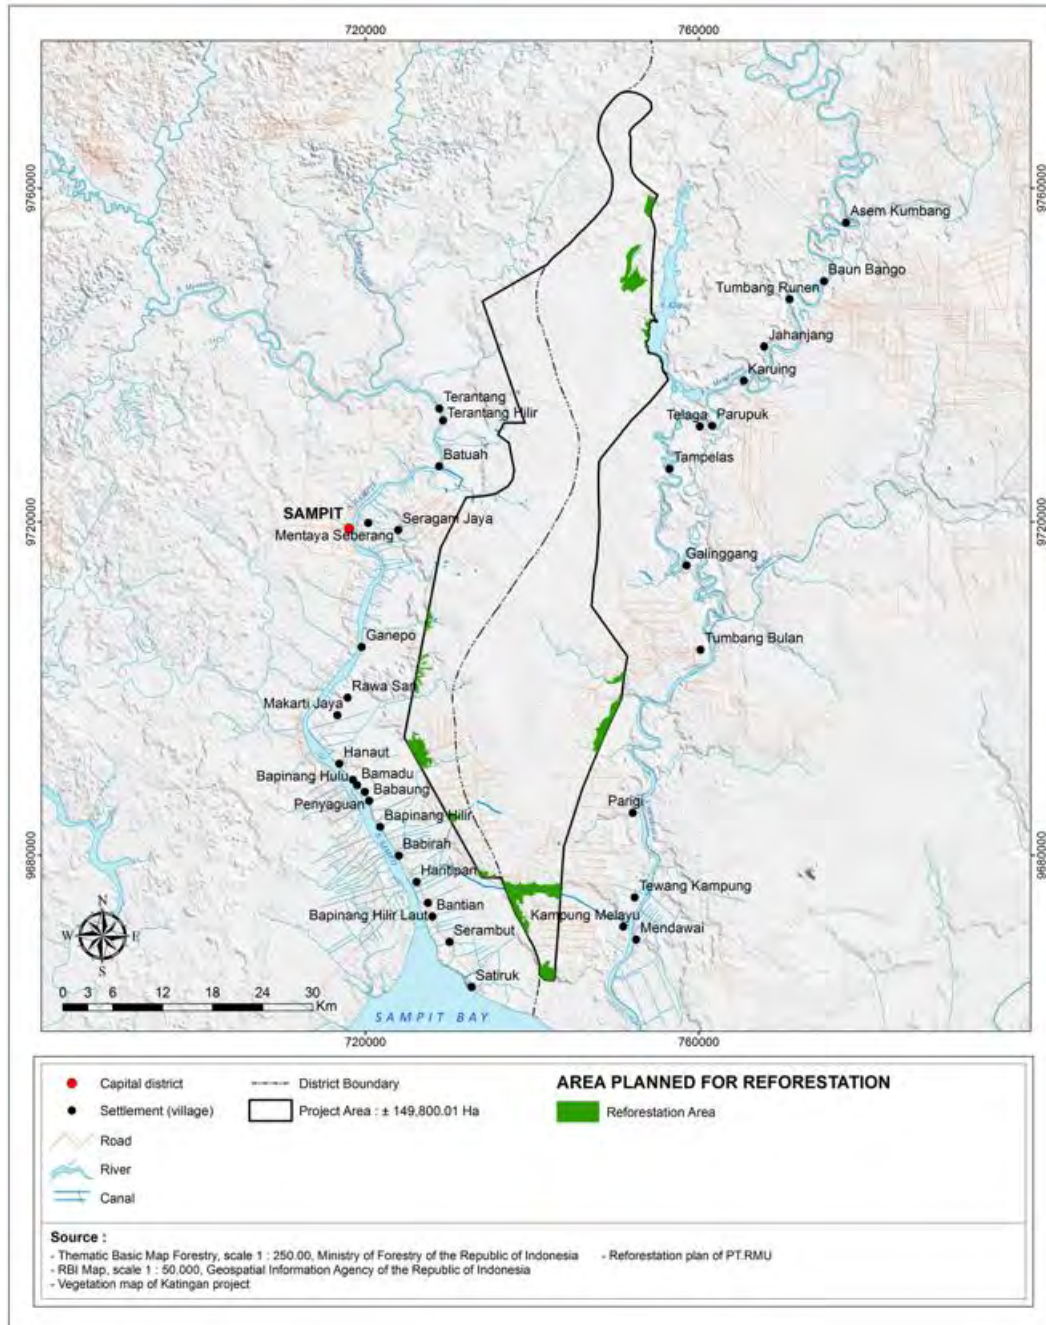 720000
760000
9760000
9760000
Asem Kumbang
Baun Bango
Tumbang Runen
Jahanjang
Karuing
Terantang
Terantang Hilir
Telaga
Parupuk
Batuah
Tampelas
SAMPIT
Seragam Jaya
Mentaya Seberang
9720000
9720000
Galinggang
Ganepo
Tumbang Bulan
Rawa Sari
Makarti Jaya
Hanaut
Bapinang Hulu
Bamadu
Babaung
Penyaguan
Parigi
Bapinang Hilir
Babirah
9680000
9680000
Hantipan
Tewang Kampung
Bantian
Bapinang Hilir Laut
Kampung Melayu
Serambut
Mendawai
N
W
E
S
Satiruk
0 3 6 12 18 24 30
Km
SAMPIT BAY
720000
760000
Capital district
District Boundary
AREA PLANNED FOR REFORESTATION
Settlement (village)
Project Area : ± 149,800.01 Ha
Reforestation Area
Road
River
Canal
Source :
- Thematic Basic Map Forestry, scale 1 : 250.00, Ministry of Forestry of the Republic of Indonesia - Reforestation plan of PT.RMU
- RBI Map, scale 1 : 50.000, Geospatial Information Agency of the Republic of Indonesia
- Vegetation map of Katingan project